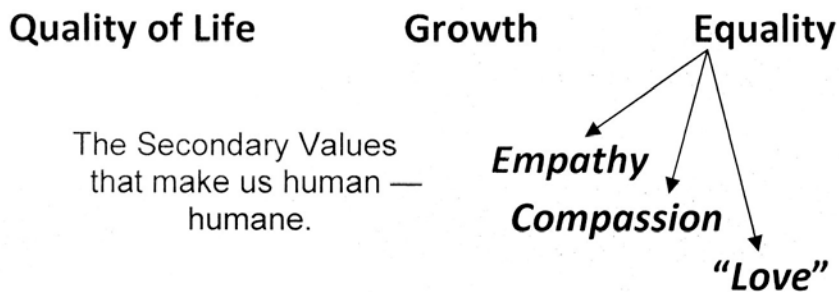 Quality of Life Growth Equality
The Secondary Values
that make us human —
humane.
Empathy
Compassion
“Love”